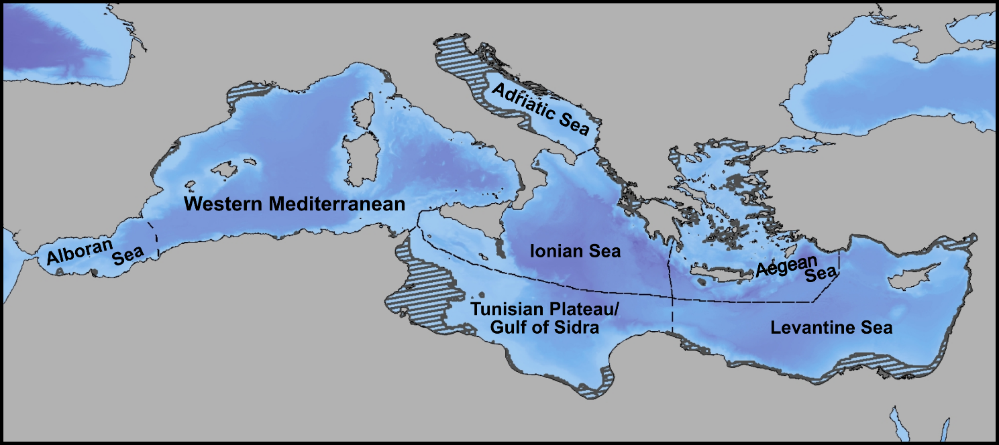 Adriatic Sea
Western Mediterranean
Alboran
Sea
Ionian Sea
Aegean
Sea
Tunisian Plateau/
Gulf of Sidra
Levantine Sea